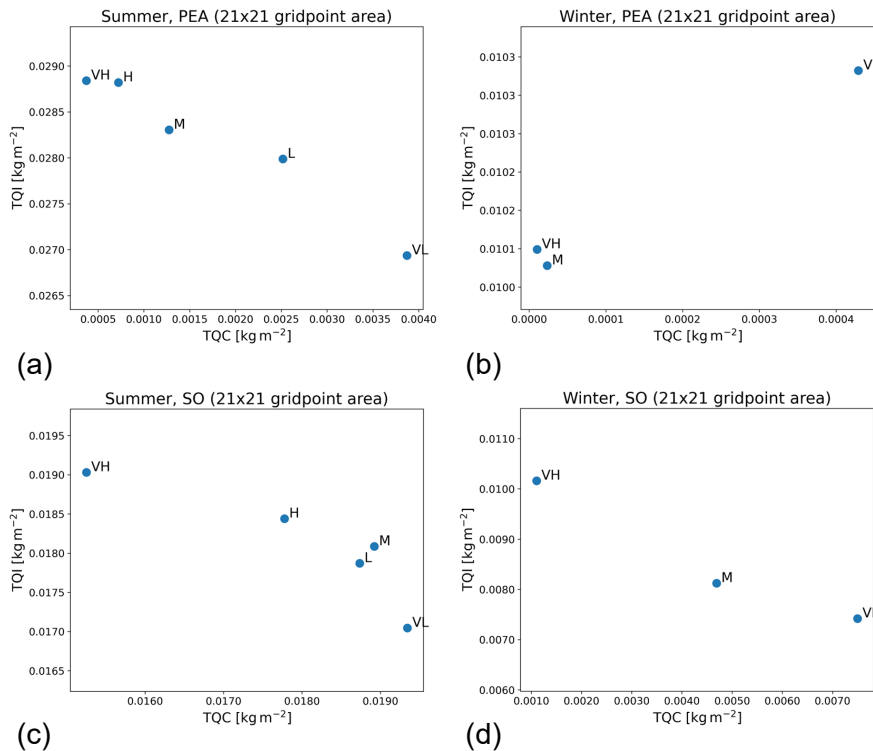 Summer, PEA (21x21 gridpoint area)
0.0290
0.0285
0.0280
0.0275
0.0270
0.0265
TQI [kg m−2]
VH
H
M
L
VL
0.0005 0.0010 0.0015 0.0020 0.0025 0.0030 0.0035 0.0040
TQC [kg m−2]
(a)
Winter, PEA (21x21 gridpoint area)
0.0103
0.0103
0.0103
0.0102
0.0102
0.0101
0.0100
TQI [kg m−2]
V
VH
M
0.0000 0.0001 0.0002 0.0003 0.0004
TQC [kg m−2]
(b)
Summer, SO (21x21 gridpoint area)
0.0195
0.0190
0.0185
0.0180
0.0175
0.0170
0.0165
TQI [kg m−2]
VH
H
M
L
VL
0.0160 0.0170 0.0180 0.0190
TQC [kg m−2]
(c)
Winter, SO (21x21 gridpoint area)
0.0110
0.0100
0.0090
0.0080
0.0070
0.0060
TQI [kg m−2]
VH
M
VL
0.0010 0.0020 0.0030 0.0040 0.0050 0.0060 0.0070
TQC [kg m−2]
(d)